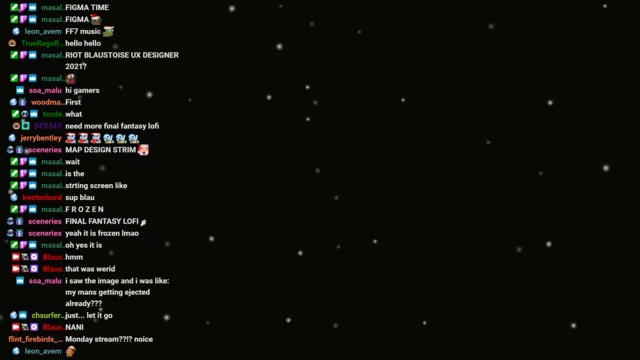 masal.. FIGMA TIME
masal.. FIGMA
leon_avem FF7 music
TrueRageR.. hello hello
masal.. RIOT BLAUSTOISE UX DESIGNER
2021?
masal..
soa_malu hi gamers
woodma.. First
tends.. what
DFB543 need more final fantasy lofi
jerrybentley
sceneries MAP DESIGN STRIM
masal.. wait
masal.. is the
masal.. strting screen like
keetonburd sup blau
masal.. F R O Z E N
sceneries FINAL FANTASY LOFI
sceneries yeah it is frozen lmao
masal.. oh yes it is
Blaus.. hmm
Blaus.. that was werid
soa_malu i saw the image and i was like:
my mans getting ejected
already???
chsurfer.. just... let it go
Blaus.. NANI
flint_firebirds_... Monday stream??!? noice
leon_avem